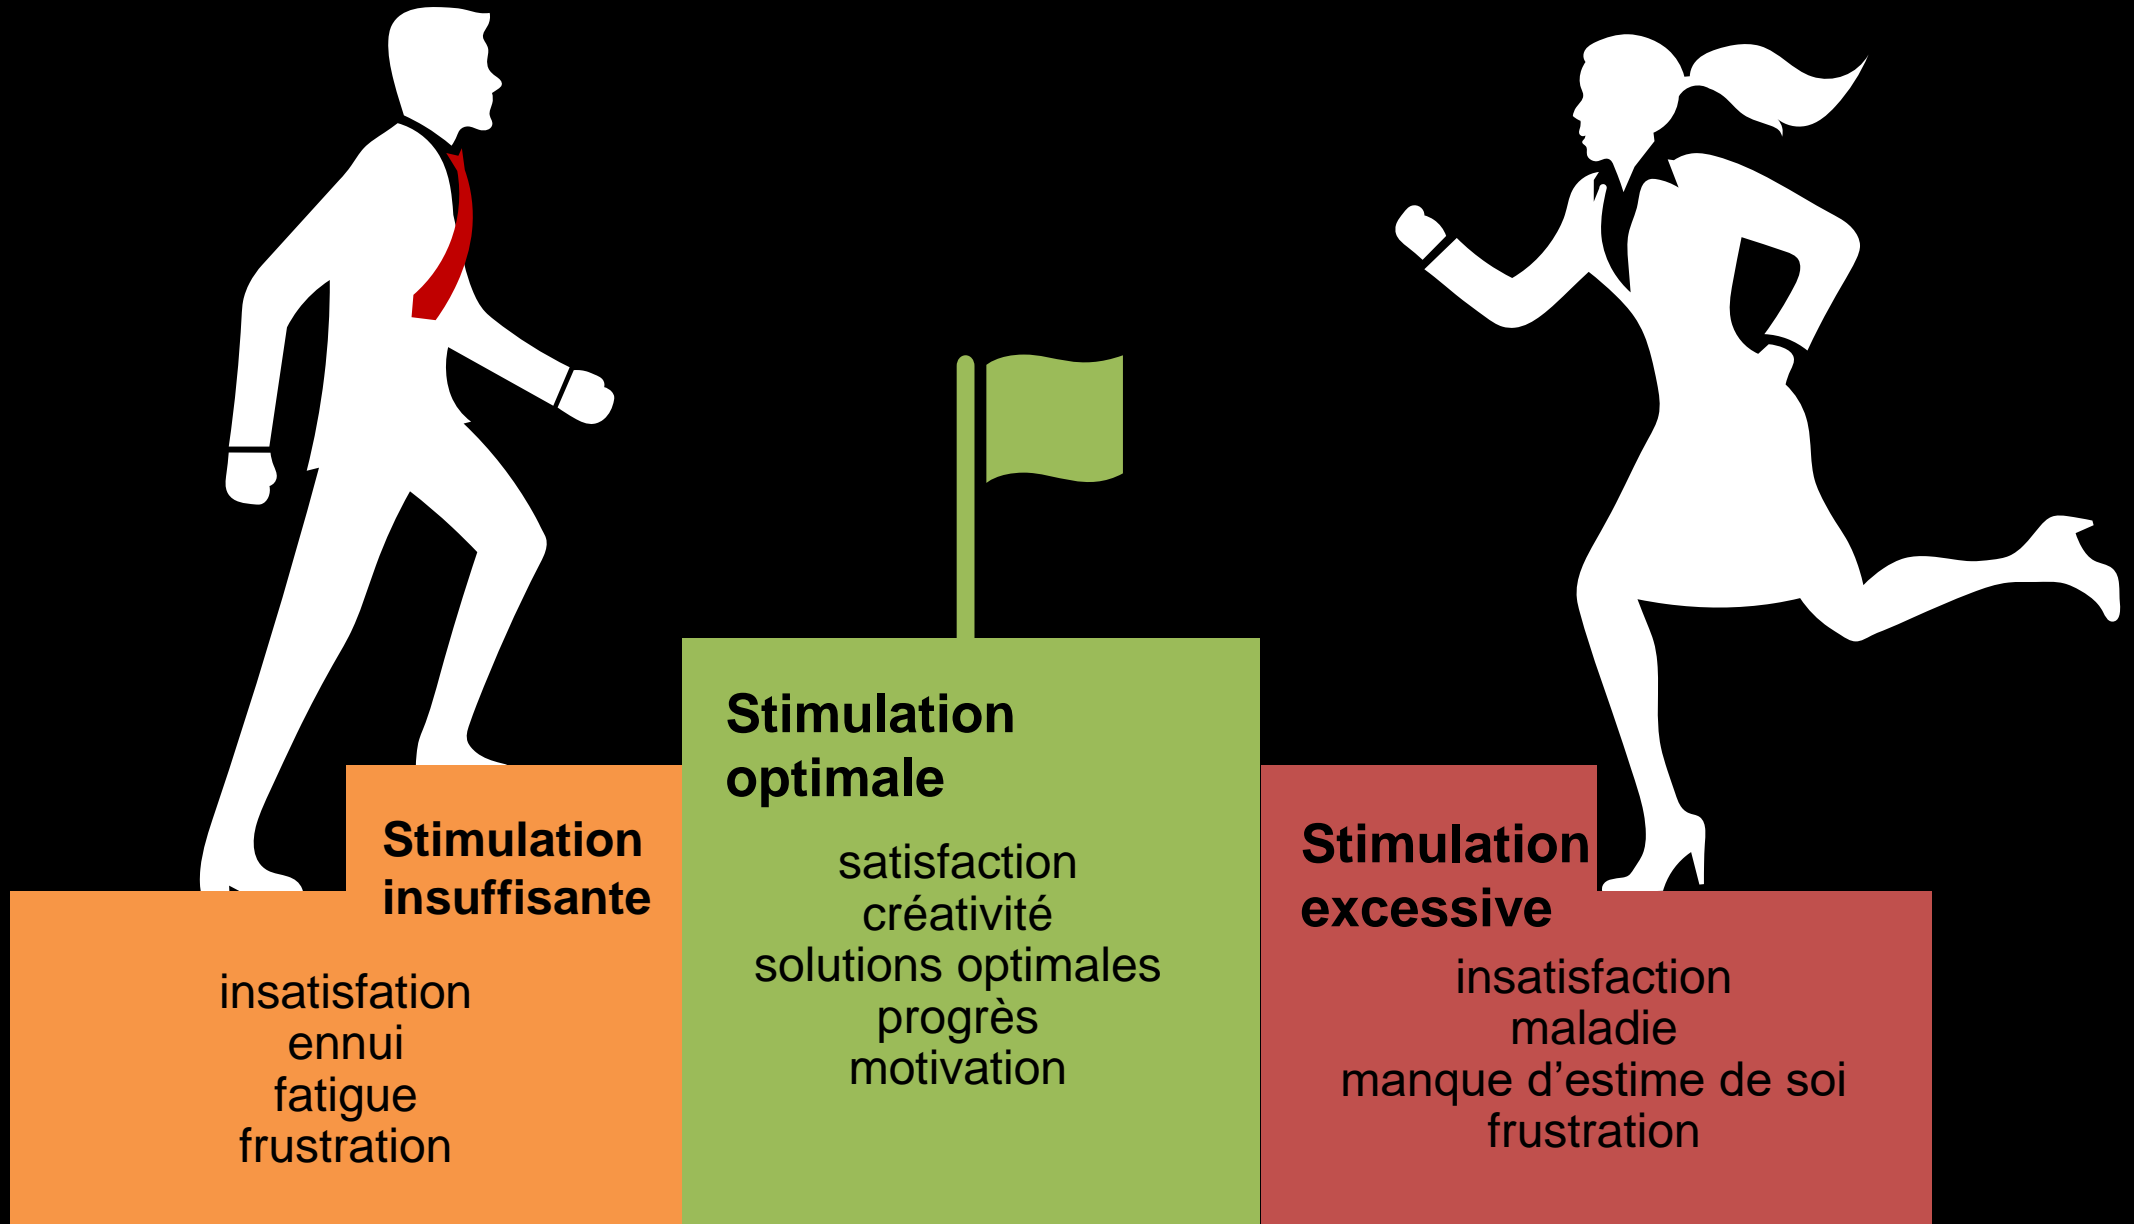 Stimulation
insuffisante
insatisfation
ennui
fatigue
frustration
Stimulation
optimale
satisfaction
créativité
solutions optimales
progrès
motivation
Stimulation
excessive
insatisfaction
maladie
manque d’estime de soi
frustration